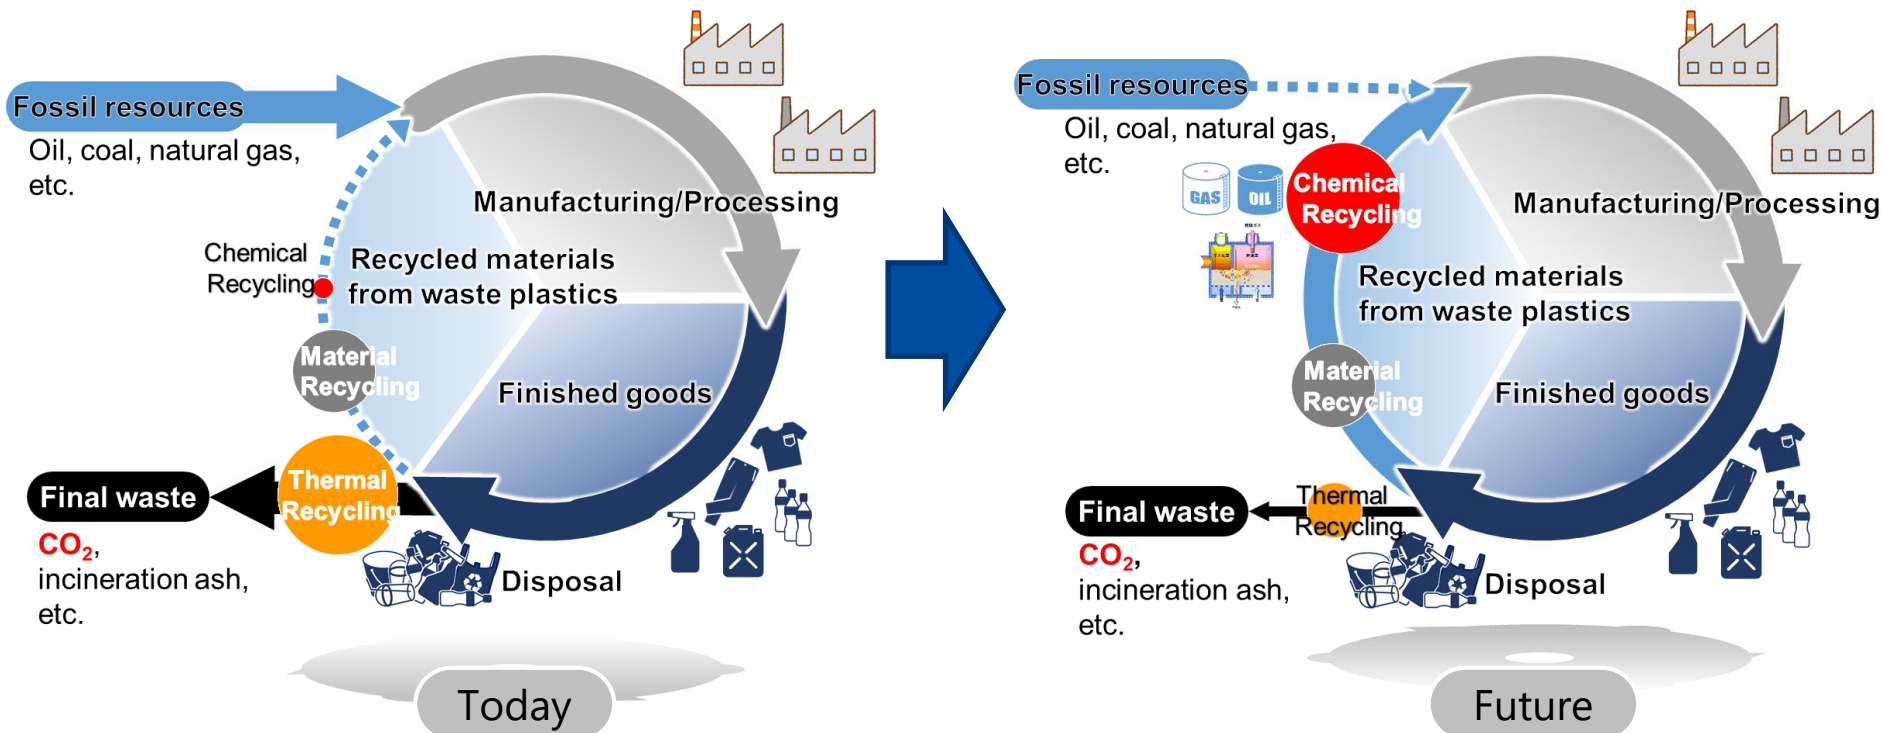 Fossil resources
Oil, coal, natural gas,
etc.
Manufacturing/Processing
Chemical
Recycling
Recycled materials
from waste plastics
Material
Recycling
Finished goods
Thermal
Recycling
Final waste
CO2,
incineration ash,
etc.
Disposal
Today
Fossil resources
Oil, coal, natural gas,
etc.
GAS
OIL
Chemical
Recycling
Manufacturing/Processing
Recycled materials
from waste plastics
Material
Recycling
Finished goods
Thermal
Recycling
Final waste
CO2,
incineration ash,
etc.
Disposal
Future